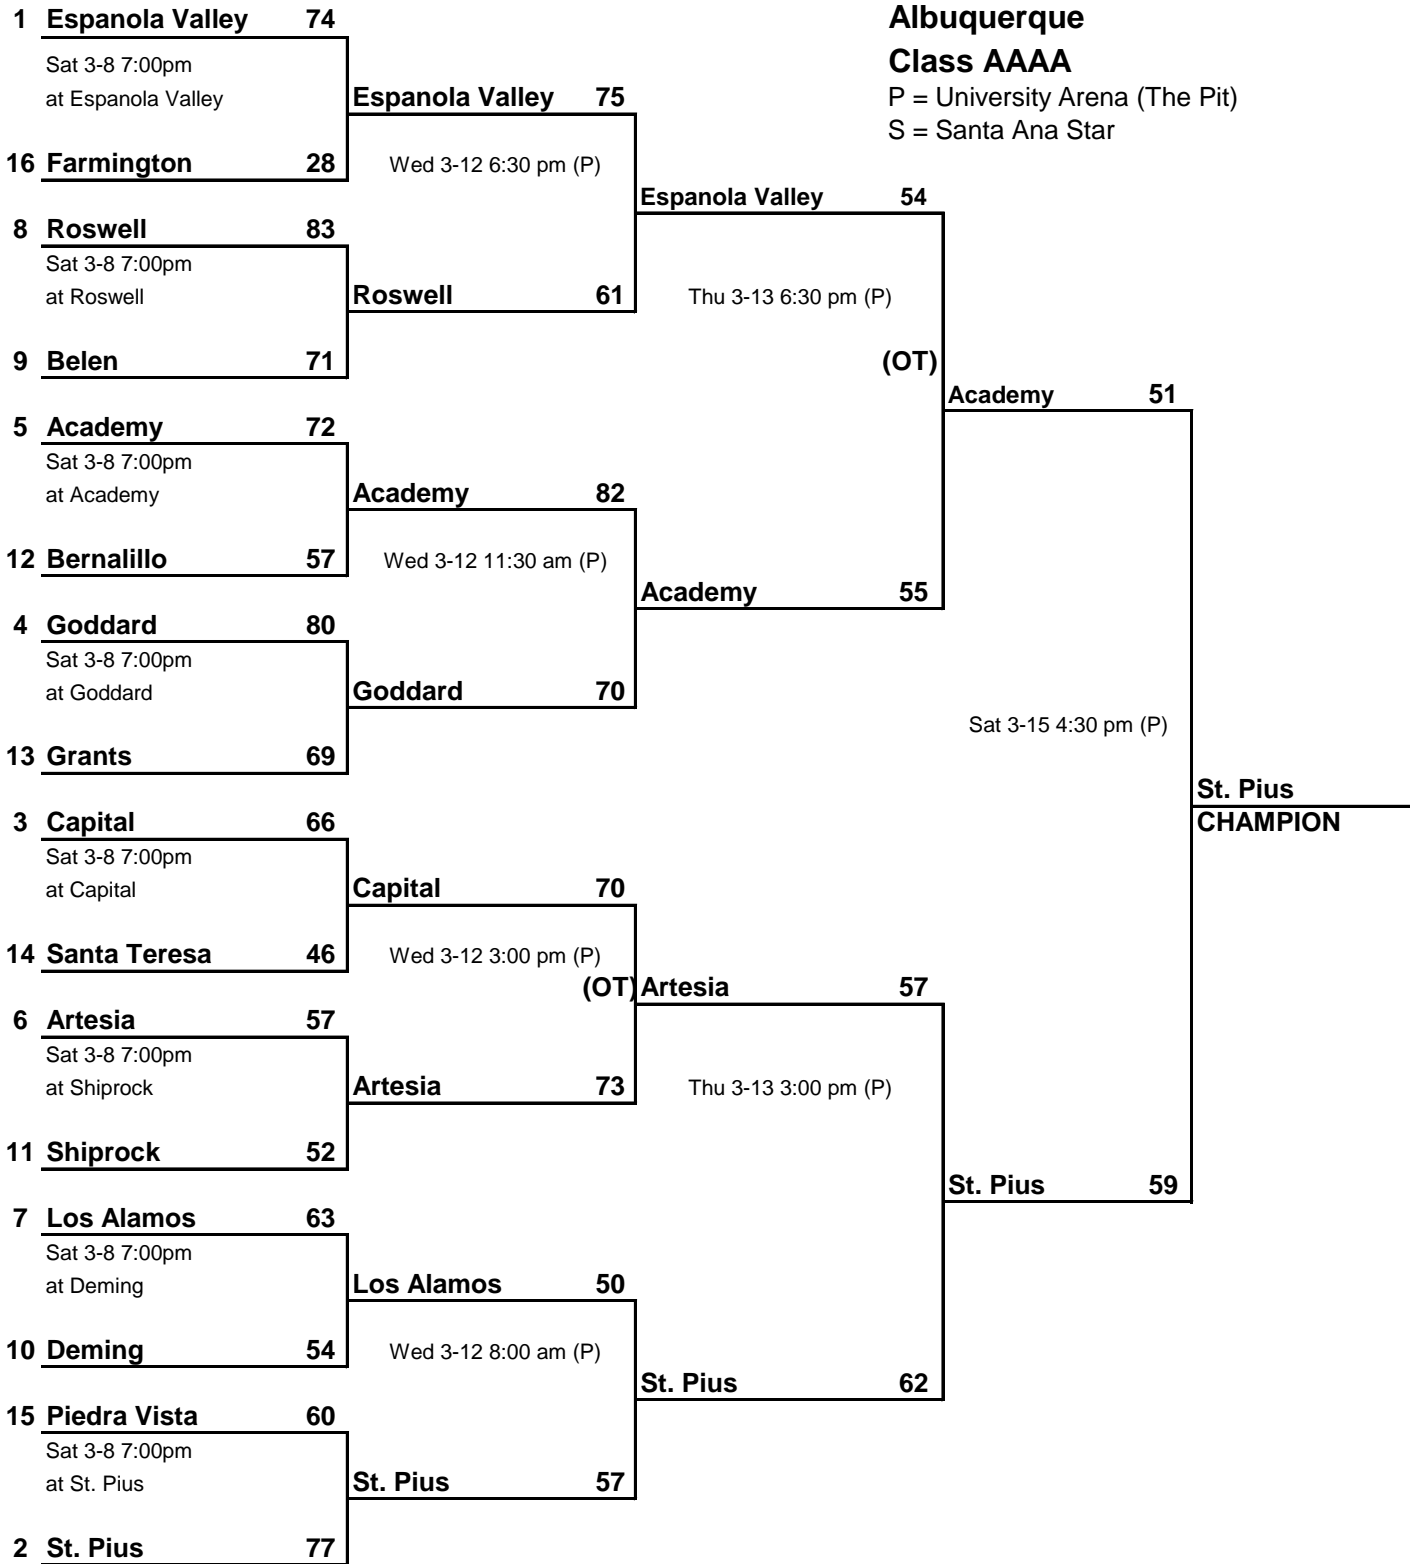 1 Espanola Valley 74
Albuquerque
Sat 3-8 7:00pm
Class AAAA
at Espanola Valley
Espanola Valley 75
P = University Arena (The Pit)
S = Santa Ana Star
16 Farmington 28
Wed 3-12 6:30 pm (P)
Espanola Valley 54
8 Roswell 83
Sat 3-8 7:00pm
at Roswell
Roswell 61
Thu 3-13 6:30 pm (P)
9 Belen 71
(OT)
Academy 51
5 Academy 72
Sat 3-8 7:00pm
at Academy
Academy 82
12 Bernalillo 57
Wed 3-12 11:30 am (P)
Academy 55
4 Goddard 80
Sat 3-8 7:00pm
at Goddard
Goddard 70
Sat 3-15 4:30 pm (P)
13 Grants 69
St. Pius
CHAMPION
3 Capital 66
Sat 3-8 7:00pm
at Capital
Capital 70
14 Santa Teresa 46
Wed 3-12 3:00 pm (P)
(OT)
Artesia 57
6 Artesia 57
Sat 3-8 7:00pm
at Shiprock
Artesia 73
Thu 3-13 3:00 pm (P)
11 Shiprock 52
St. Pius 59
7 Los Alamos 63
Sat 3-8 7:00pm
at Deming
Los Alamos 50
10 Deming 54
Wed 3-12 8:00 am (P)
St. Pius 62
15 Piedra Vista 60
Sat 3-8 7:00pm
at St. Pius
St. Pius 57
2 St. Pius 77